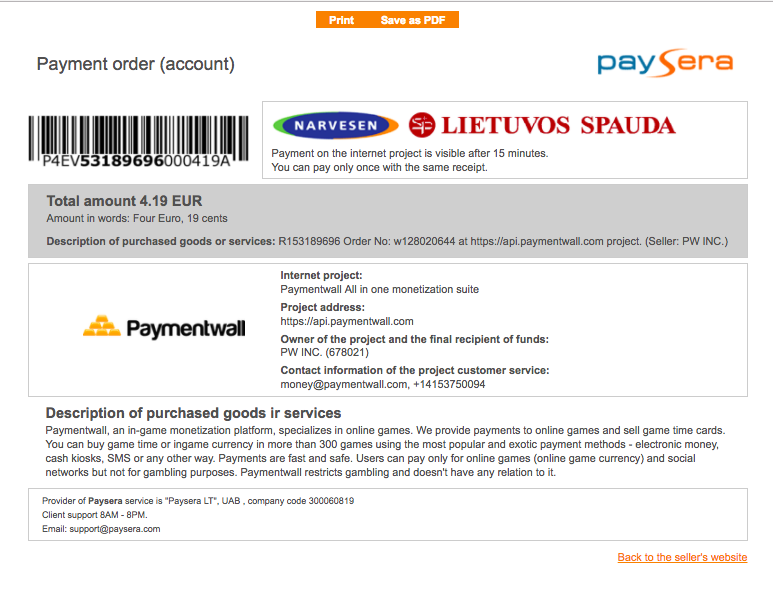 Print Save as PDF
Payment order (account)
paysera
P4EV53189696000419A
NARVESEN LIETUVOS SPAUDA
Payment on the internet project is visible after 15 minutes.
You can pay only once with the same receipt.
Total amount 4.19 EUR
Amount in words: Four Euro, 19 cents
Description of purchased goods or services: R153189696 Order No: w128020644 at https://api.paymentwall.com project. (Seller: PW INC.)
Paymentwall
Internet project:
Paymentwall All in one monetization suite
Project address:
https://api.paymentwall.com
Owner of the project and the final recipient of funds:
PW INC. (678021)
Contact information of the project customer service:
money@paymentwall.com, +14153750094
Description of purchased goods ir services
Paymentwall, an in-game monetization platform, specializes in online games. We provide payments to online games and sell game time cards.
You can buy game time or ingame currency in more than 300 games using the most popular and exotic payment methods - electronic money,
cash kiosks, SMS or any other way. Payments are fast and safe. Users can pay only for online games (online game currency) and social
networks but not for gambling purposes. Paymentwall restricts gambling and doesn't have any relation to it.
Provider of Paysera service is "Paysera LT", UAB , company code 300060819
Client support 8AM - 8PM.
Email: support@paysera.com
Back to the seller's website